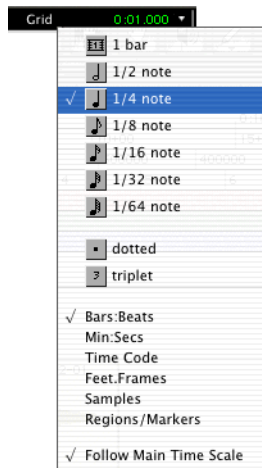 Grid 0:01.000
1 bar
1/2 note
√ 1/4 note
1/8 note
1/16 note
1/32 note
1/64 note
dotted
3 triplet
√ Bars:Beats
Min:Secs
Time Code
Feet.Frames
Samples
Regions/Markers
√ Follow Main Time Scale